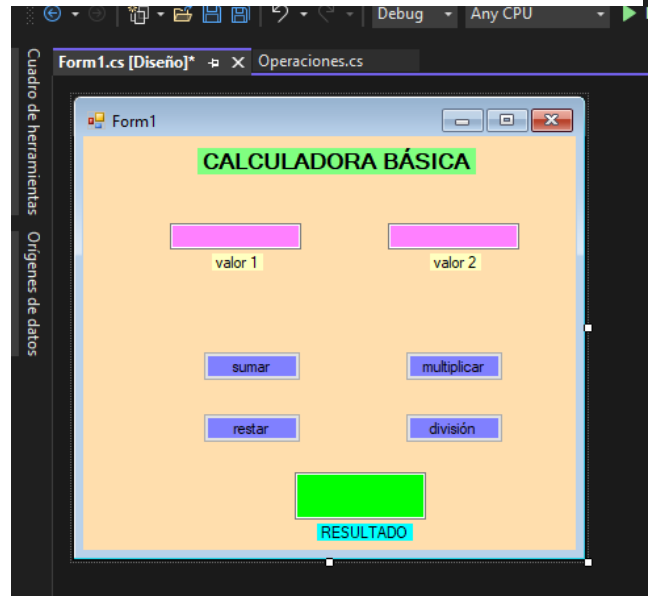 Debug Any CPU
Cuadro de herramientas
Orígenes de datos
Form1.cs [Diseño]* Operaciones.cs
Form1
CALCULADORA BÁSICA
valor 1 valor 2
sumar multiplicar
restar división
RESULTADO